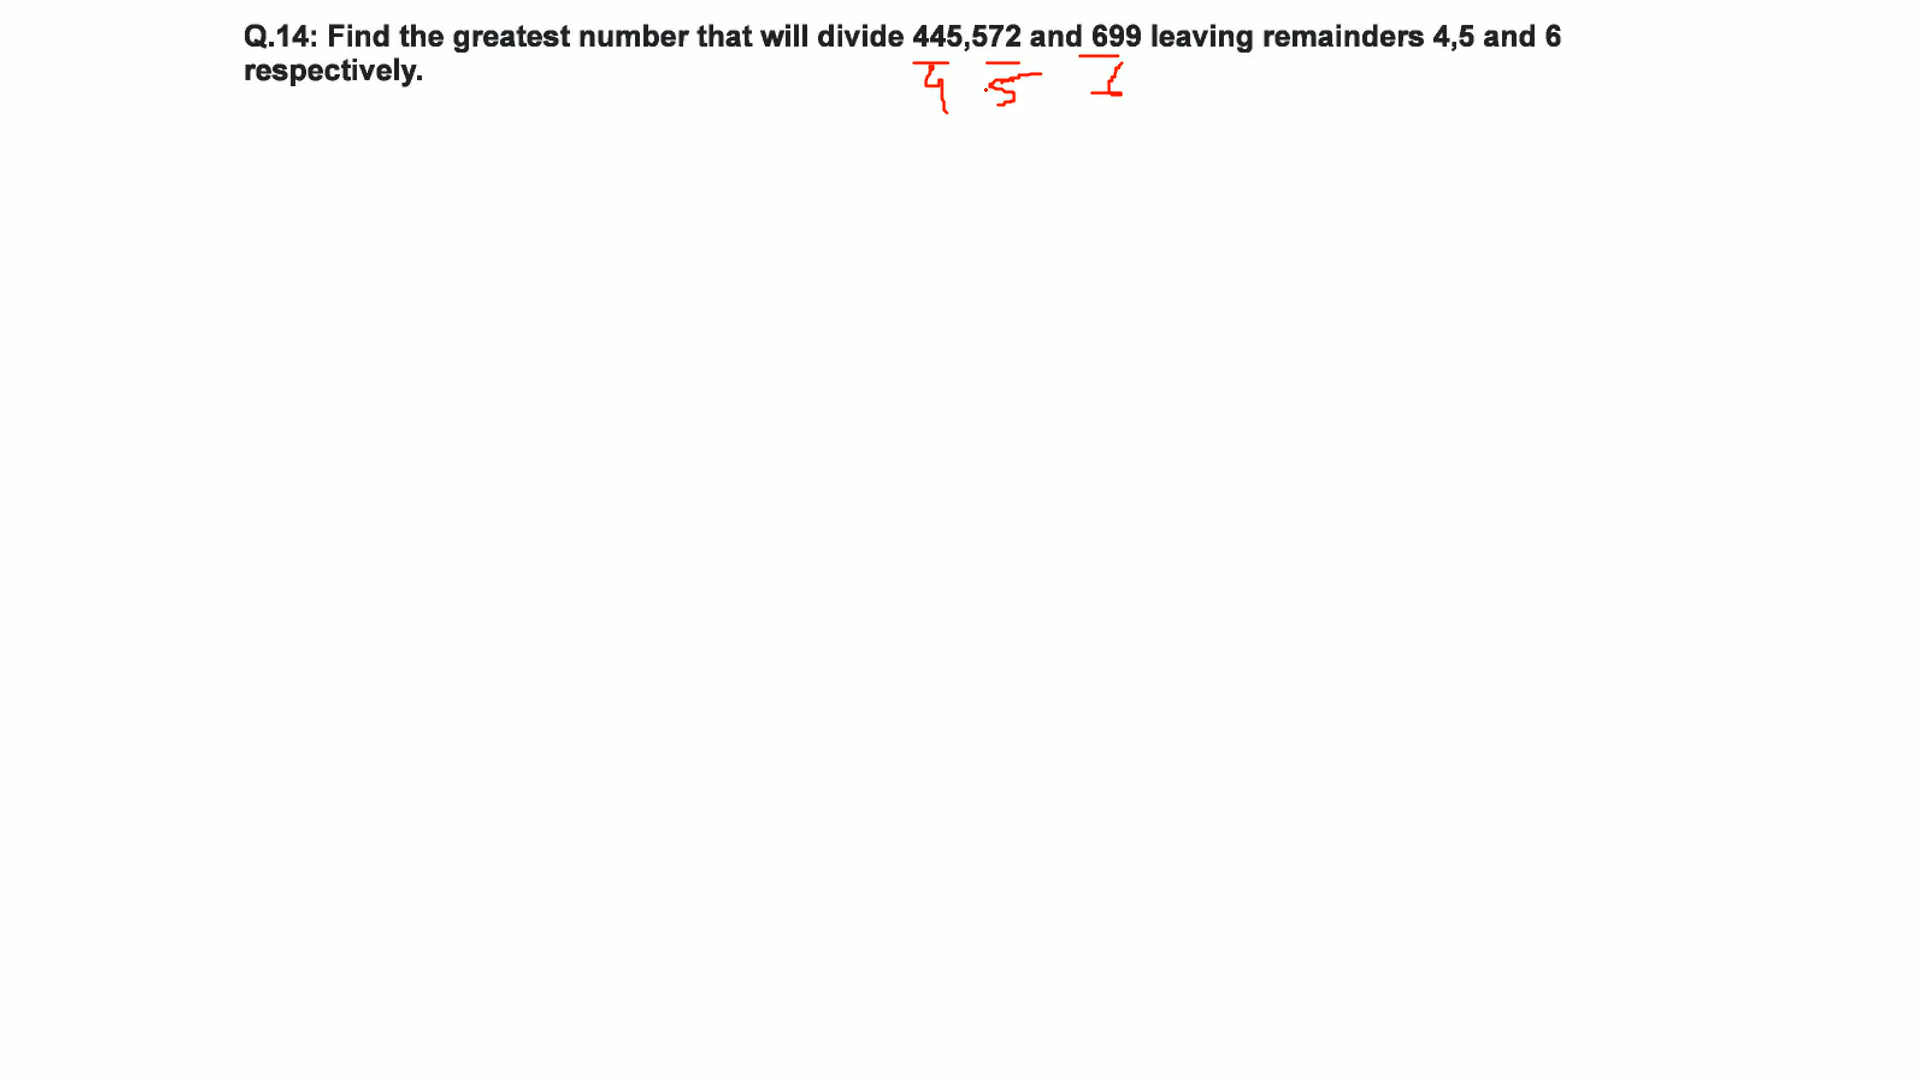 Q.14: Find the greatest number that will divide 445,572 and 699 leaving remainders 4,5 and 6
respectively.
4 5